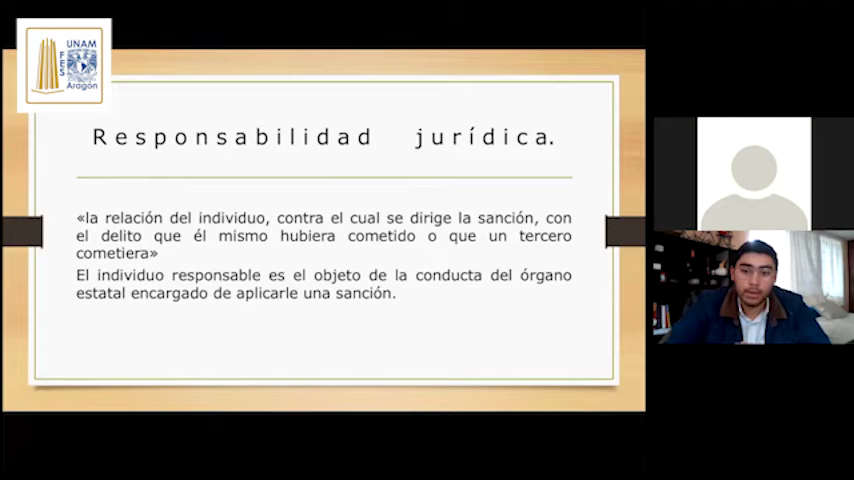 UNAM
FES
Aragón
Responsabilidad jurídica.
«la relación del individuo, contra el cual se dirige la sanción, con
el delito que él mismo hubiera cometido o que un tercero
cometiera»
El individuo responsable es el objeto de la conducta del órgano
estatal encargado de aplicarle una sanción.